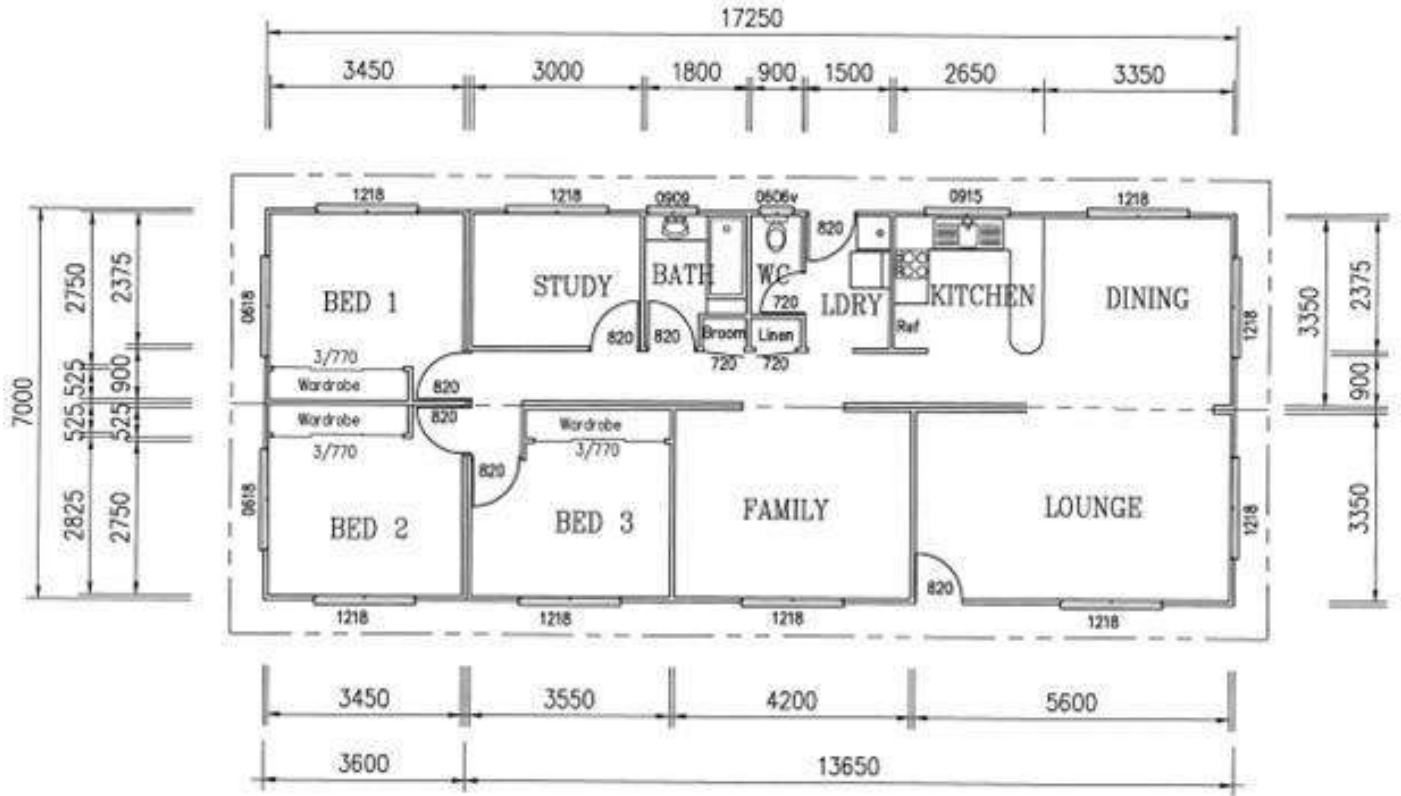 17250
3450 3000 1800 900 1500 2650 3350
1218 1218 0909 0606v 0915 1218
820
7000
2750 2375
525 900
525 525
2825 2750
0618
BED 1
STUDY
BATH
WC
720
LDRY
KITCHEN
DINING
1218
3350 2375
900
3350
Ref
820 820
Broom Linen
720 720
3/770
Wardrobe
820
Wardrobe
3/770
820
Wardrobe
3/770
820
0618
BED 2
BED 3
FAMILY
LOUNGE
1218
820
1218 1218 1218 1218
3450 3550 4200 5600
3600 13650